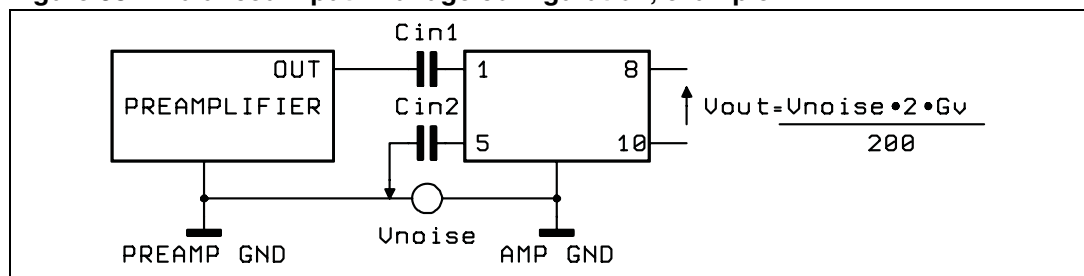 Cin1
OUT
1
8
PREAMPLIFIER
Cin2
5
10
Vout=Vnoise•2•Gv
200
Vnoise
PREAMP GND
AMP GND